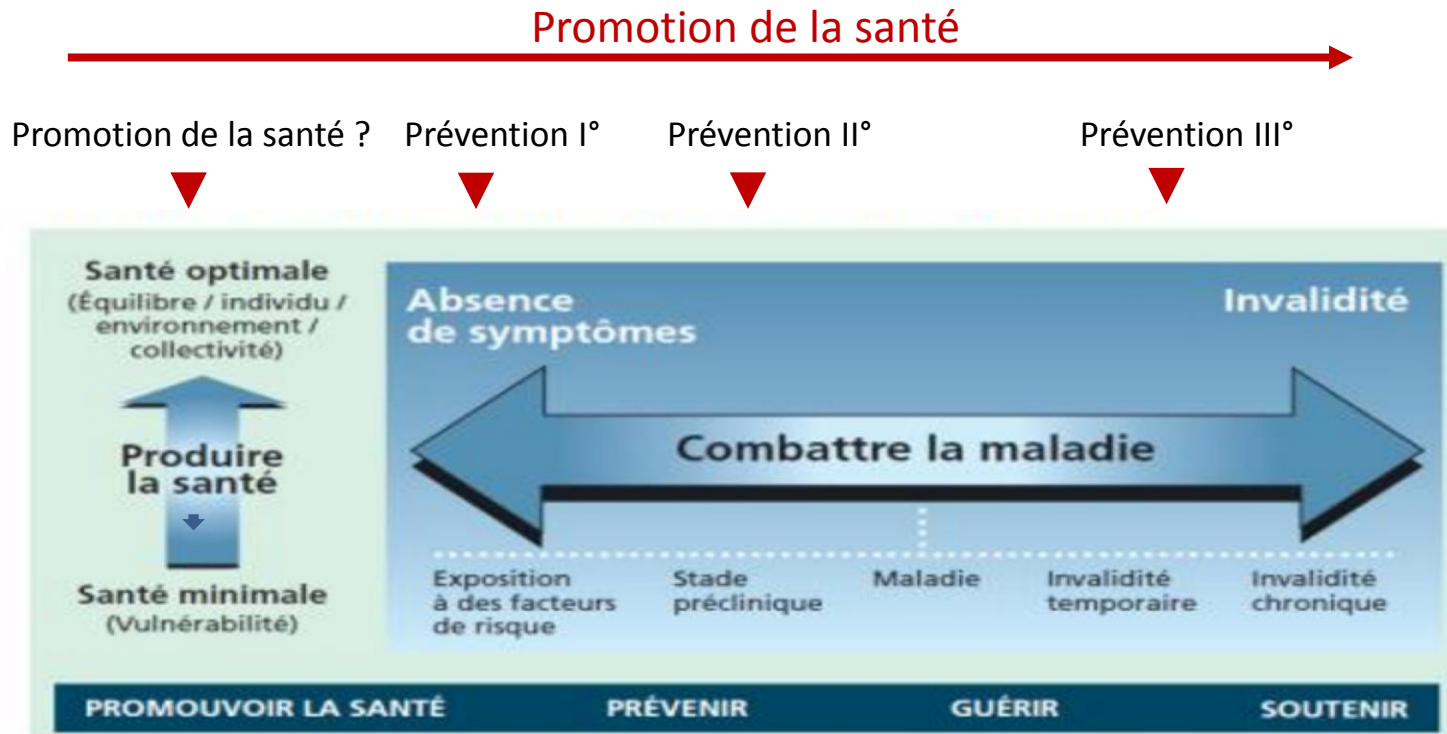 Promotion de la santé
Promotion de la santé ? Prévention I° Prévention II° Prévention III°
Santé optimale
(Équilibre / individu /
environnement /
collectivité)
Produire
la santé
Santé minimale
(Vulnérabilité)
Absence
de symptômes
Invalidité
Combattre la maladie
Exposition
à des facteurs
de risque
Stade
préclinique
Maladie
Invalidité
temporaire
Invalidité
chronique
PROMOUVOIR LA SANTÉ PRÉVENIR GUÉRIR SOUTENIR